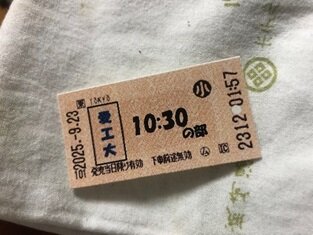 TOKYO
2025.-9.23
愛工大
小
10:30の部
発売当日限り有効 下車前途無効
2312 01:57